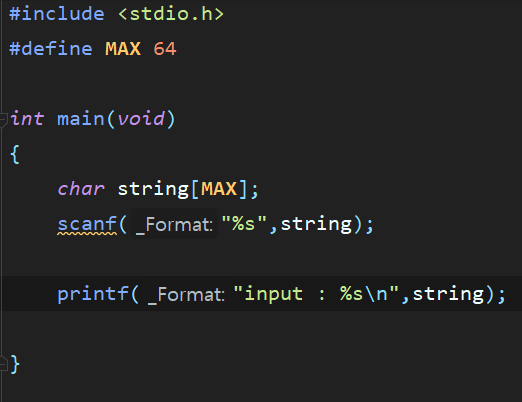 #include <stdio.h>
#define MAX 64
int main(void)
{
char string[MAX];
scanf( _Format: "%s",string);
printf( _Format: "input : %s\n",string);
}